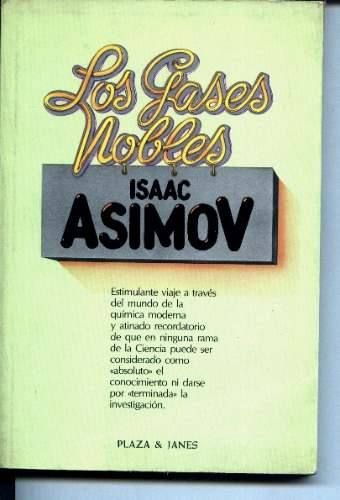 Los Gases
Nobles
ISAAC
ASIMOV
Estimulante viaje a través
del mundo de la
química moderna
y atinado recordatorio
de que en ninguna rama
de la Ciencia puede ser
considerado como
«absoluto» el
conocimiento ni darse
por «terminada» la
investigación.
PLAZA & JANES